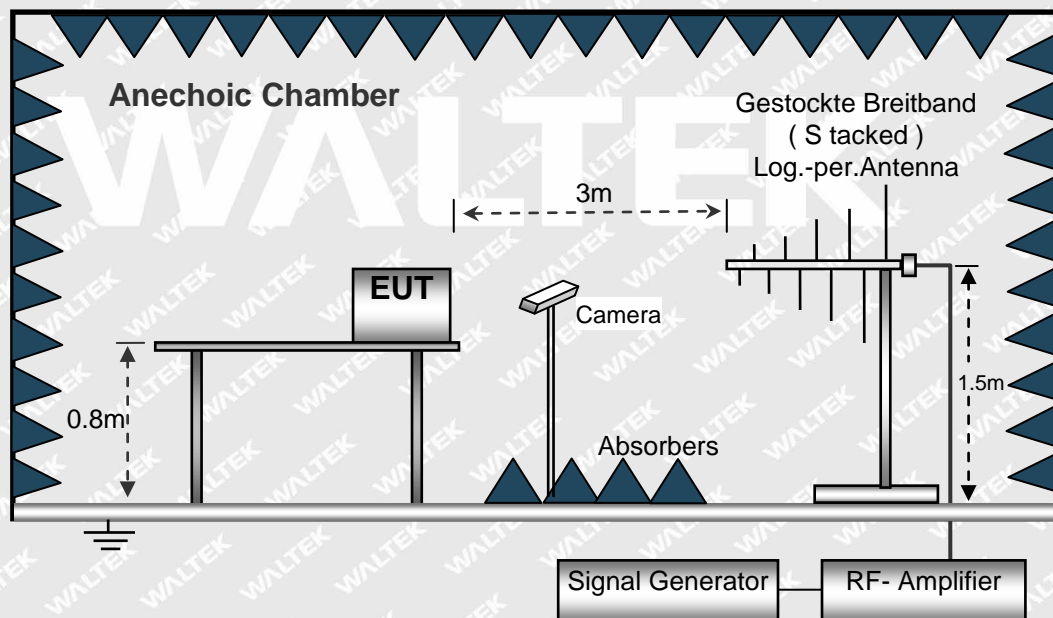 Anechoic Chamber
WALTEK
Gestockte Breitband
( S tacked )
Log.-per.Antenna
3m
EUT
Camera
1.5m
0.8m
Absorbers
Signal Generator
RF- Amplifier